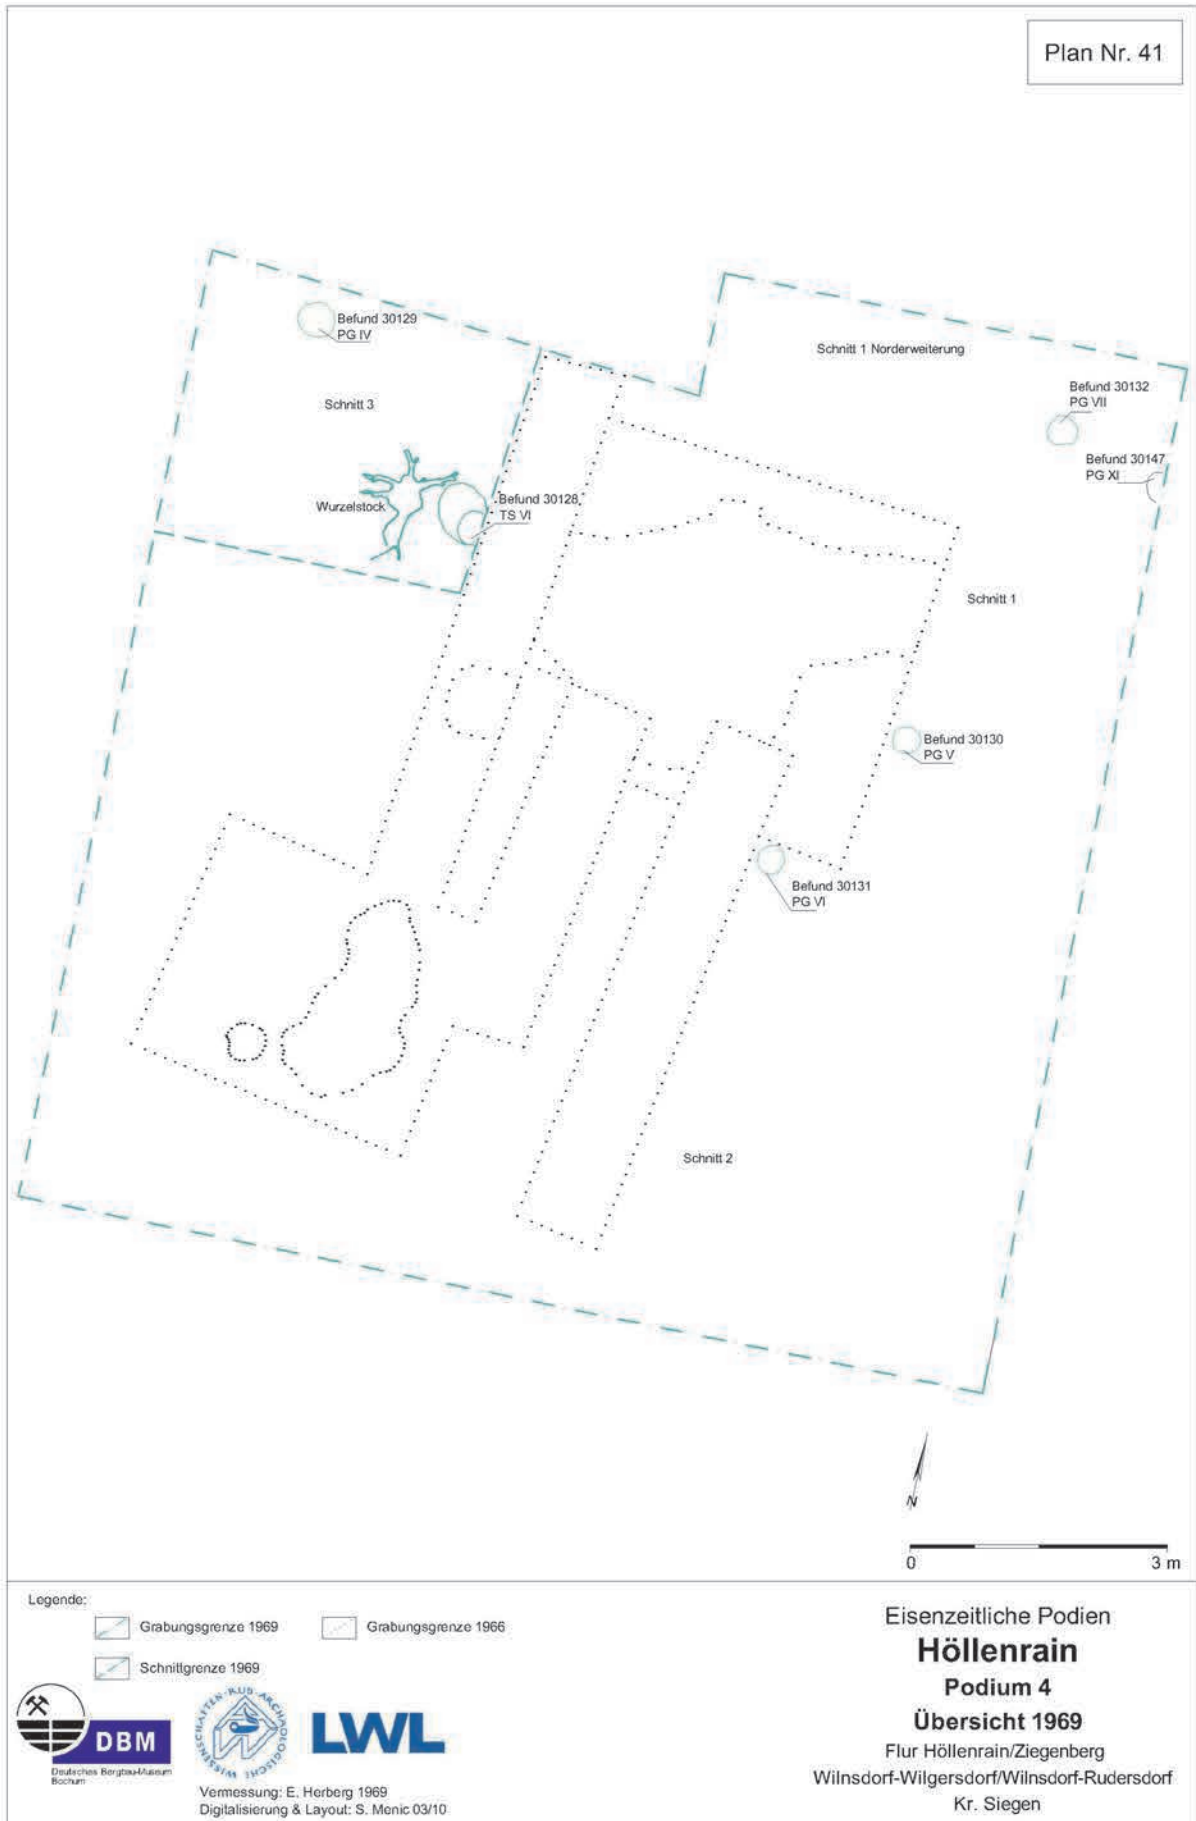 Plan Nr. 41
Befund 30129
PG IV
Schnitt 1 Norderweiterung
Befund 30132
PG VII
Schnitt 3
Befund 30147
PG XI
Wurzelstock
Befund 30128
TS VI
Schnitt 1
Befund 30130
PG V
Befund 30131
PG VI
Schnitt 2
N
0
3 m
Legende:
Grabungsgrenze 1969
Grabungsgrenze 1966
Schnittgrenze 1969
DBM
Deutsches Bergbau-Museum
Bochum
ARCHÄOLOGISCHE WISSENSCHAFTEN-RUB-
LWL
Vermessung: E. Herberg 1969
Digitalisierung & Layout: S. Menic 03/10
Eisenzeitliche Podien
Höllenrain
Podium 4
Übersicht 1969
Flur Höllenrain/Ziegenberg
Wilnsdorf-Wilgersdorf/Wilnsdorf-Rudersdorf
Kr. Siegen